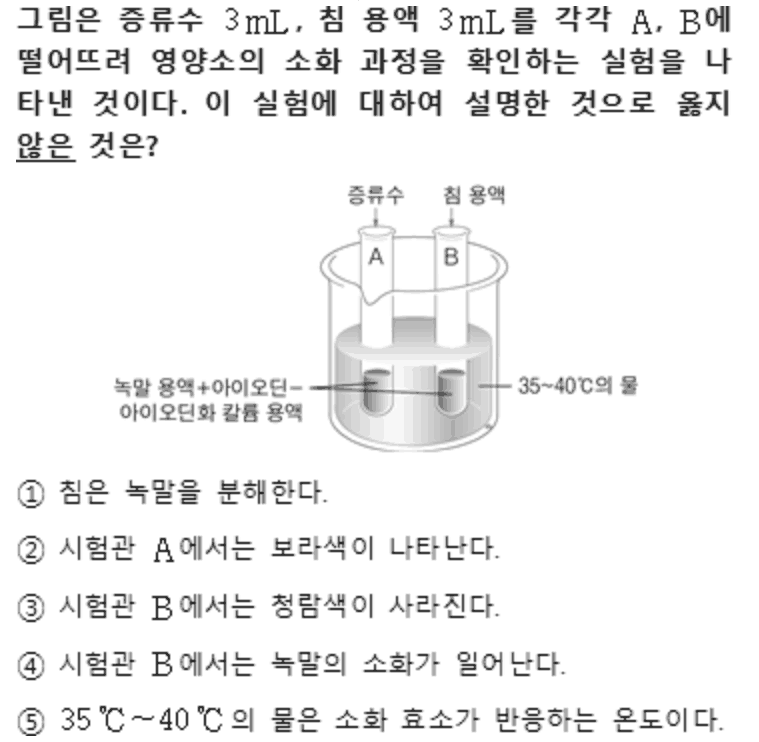 그림은 증류수 3mL, 침 용액 3mL를 각각 A, B에
떨어뜨려 영양소의 소화 과정을 확인하는 실험을 나
타낸 것이다. 이 실험에 대하여 설명한 것으로 옳지
않은 것은?
증류수 침 용액
A B
녹말 용액+아이오딘-
아이오딘화 칼륨 용액
35~40℃의 물
① 침은 녹말을 분해한다.
② 시험관 A에서는 보라색이 나타난다.
③ 시험관 B에서는 청람색이 사라진다.
④ 시험관 B에서는 녹말의 소화가 일어난다.
⑤ 35℃~40℃의 물은 소화 효소가 반응하는 온도이다.